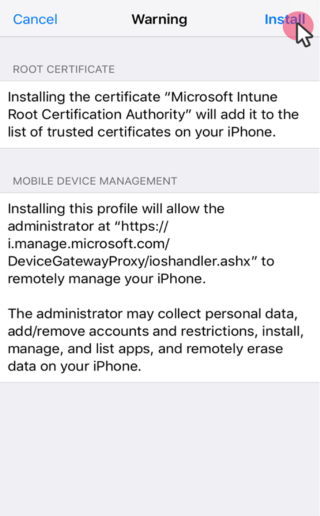 Cancel Warning Install
ROOT CERTIFICATE
Installing the certificate “Microsoft Intune
Root Certification Authority” will add it to the
list of trusted certificates on your iPhone.
MOBILE DEVICE MANAGEMENT
Installing this profile will allow the
administrator at “https://
i.manage.microsoft.com/
DeviceGatewayProxy/ioshandler.ashx” to
remotely manage your iPhone.
The administrator may collect personal data,
add/remove accounts and restrictions, install,
manage, and list apps, and remotely erase
data on your iPhone.